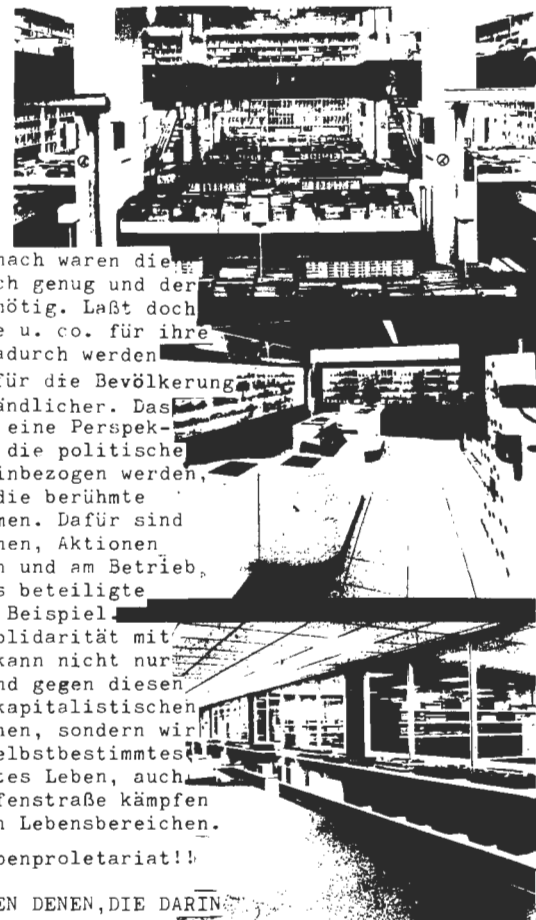 nach waren die
ch genug und der
nötig. Laßt doch
e u. co. für ihre
adurch werden
für die Bevölkerung
ändlicher. Das
eine Perspek-
die politische
inbezogen werden,
die berühmte
men. Dafür sind
nen, Aktionen
n und am Betrieb,
s beteiligte
Beispiel.
olidarität mit
kann nicht nur
nd gegen diesen
kapitalistischen
nen, sondern wir
elbstbestimmtes
tes Leben, auch
fenstraße kämpfen
n Lebensbereichen.
penproletariat!!
EN DENEN, DIE DARIN